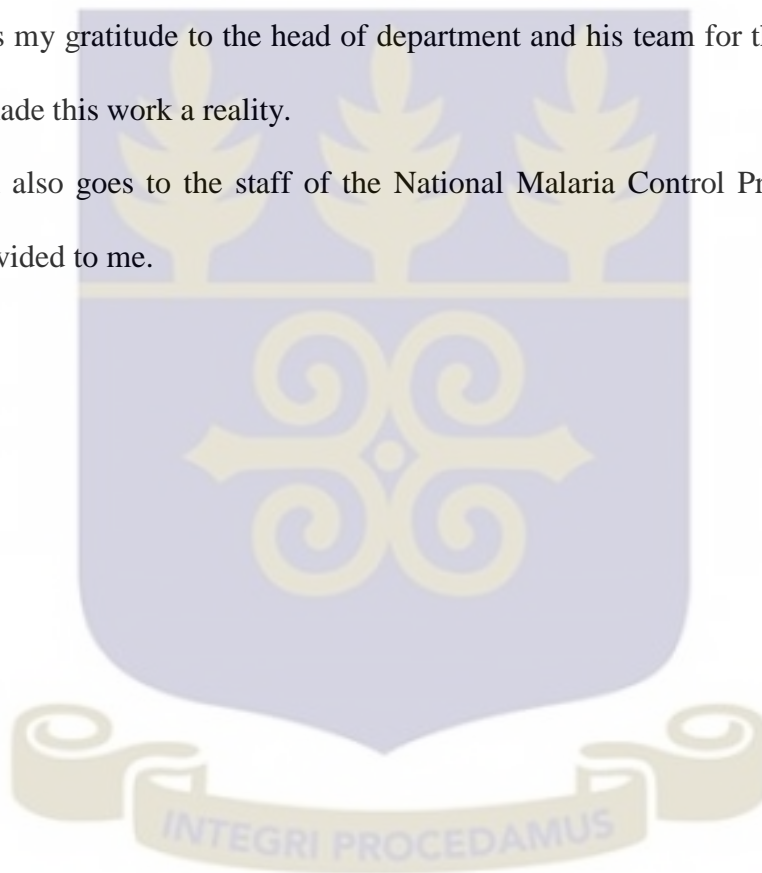 s my gratitude to the head of department and his team for th
ade this work a reality.
also goes to the staff of the National Malaria Control Pr
vided to me.
INTEGRI PROCEDAMUS